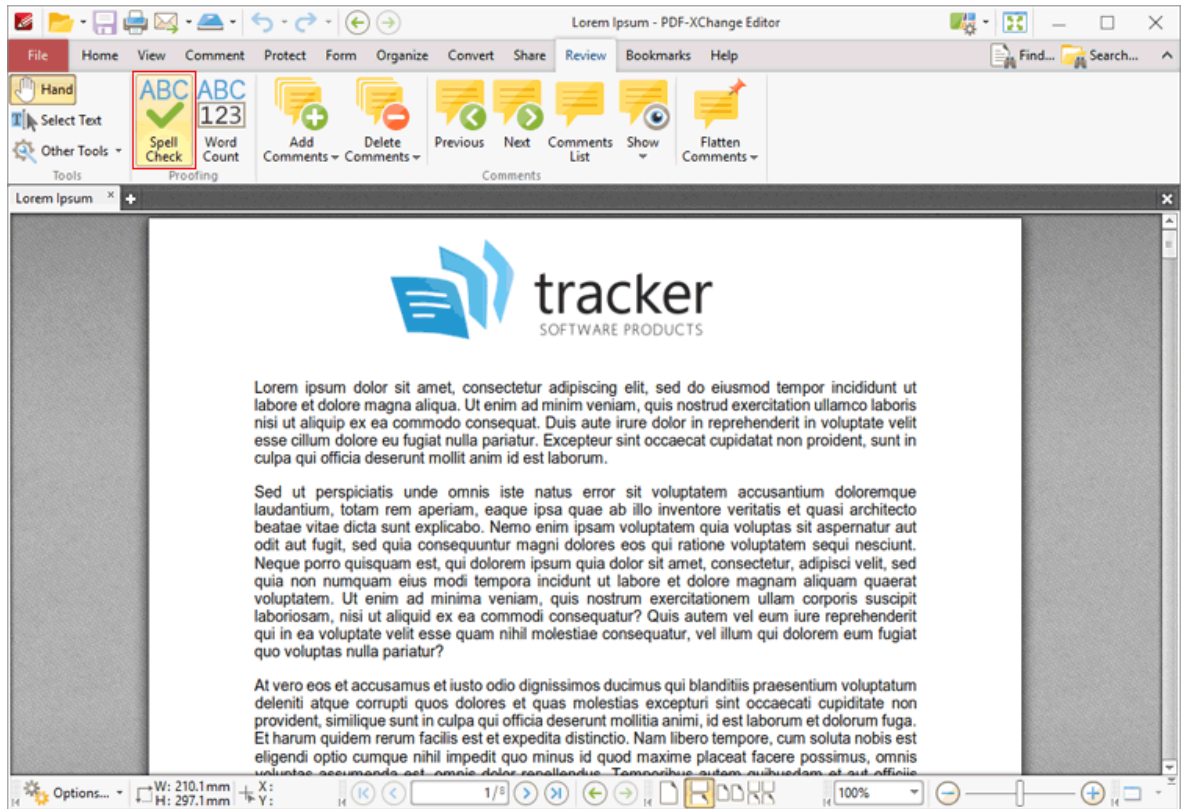 Lorem Ipsum - PDF-XChange Editor
File Home View Comment Protect Form Organize Convert Share Review Bookmarks Help Find... Search...
Hand
Select Text
Other Tools
Tools
ABC
Spell
Check
ABC
123
Word
Count
Proofing
Add
Comments
Delete
Comments
Previous
Next
Comments
List
Show
Flatten
Comments
Comments
Lorem Ipsum
tracker
SOFTWARE PRODUCTS
Lorem ipsum dolor sit amet, consectetur adipiscing elit, sed do eiusmod tempor incididunt ut
labore et dolore magna aliqua. Ut enim ad minim veniam, quis nostrud exercitation ullamco laboris
nisi ut aliquip ex ea commodo consequat. Duis aute irure dolor in reprehenderit in voluptate velit
esse cillum dolore eu fugiat nulla pariatur. Excepteur sint occaecat cupidatat non proident, sunt in
culpa qui officia deserunt mollit anim id est laborum.
Sed ut perspiciatis unde omnis iste natus error sit voluptatem accusantium doloremque
laudantium, totam rem aperiam, eaque ipsa quae ab illo inventore veritatis et quasi architecto
beatae vitae dicta sunt explicabo. Nemo enim ipsam voluptatem quia voluptas sit aspernatur aut
odit aut fugit, sed quia consequuntur magni dolores eos qui ratione voluptatem sequi nesciunt.
Neque porro quisquam est, qui dolorem ipsum quia dolor sit amet, consectetur, adipisci velit, sed
quia non numquam eius modi tempora incidunt ut labore et dolore magnam aliquam quaerat
voluptatem. Ut enim ad minima veniam, quis nostrum exercitationem ullam corporis suscipit
laboriosam, nisi ut aliquid ex ea commodi consequatur? Quis autem vel eum iure reprehenderit
qui in ea voluptate velit esse quam nihil molestiae consequatur, vel illum qui dolorem eum fugiat
quo voluptas nulla pariatur?
At vero eos et accusamus et iusto odio dignissimos ducimus qui blanditiis praesentium voluptatum
deleniti atque corrupti quos dolores et quas molestias excepturi sint occaecati cupiditate non
provident, similique sunt in culpa qui officia deserunt mollitia animi, id est laborum et dolorum fuga.
Et harum quidem rerum facilis est et expedita distinctio. Nam libero tempore, cum soluta nobis est
eligendi optio cumque nihil impedit quo minus id quod maxime placeat facere possimus, omnis
voluptas assumenda est, omnis dolor repellendus. Temporibus autem quibusdam et aut officiis
Options... W: 210.1mm X: 1/8 100%
H: 297.1mm Y: